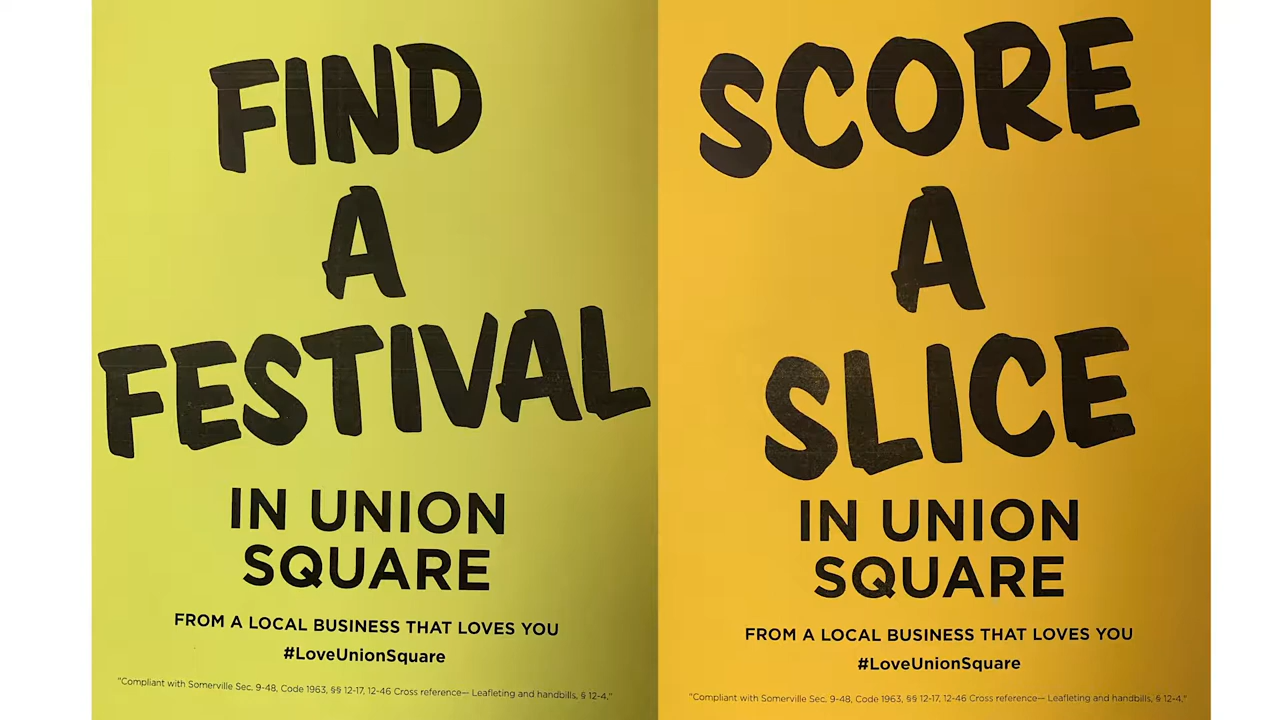 FIND
A
FESTIVAL
IN UNION
SQUARE
FROM A LOCAL BUSINESS THAT LOVES YOU
#LoveUnionSquare
"Compliant with Somerville Sec. 9-48, Code 1963, §§ 12-17, 12-46 Cross reference— Leafleting and handbills, § 12-4."
SCORE
A
SLICE
IN UNION
SQUARE
FROM A LOCAL BUSINESS THAT LOVES YOU
#LoveUnionSquare
"Compliant with Somerville Sec. 9-48, Code 1963, §§ 12-17, 12-46 Cross reference— Leafleting and handbills, § 12-4."